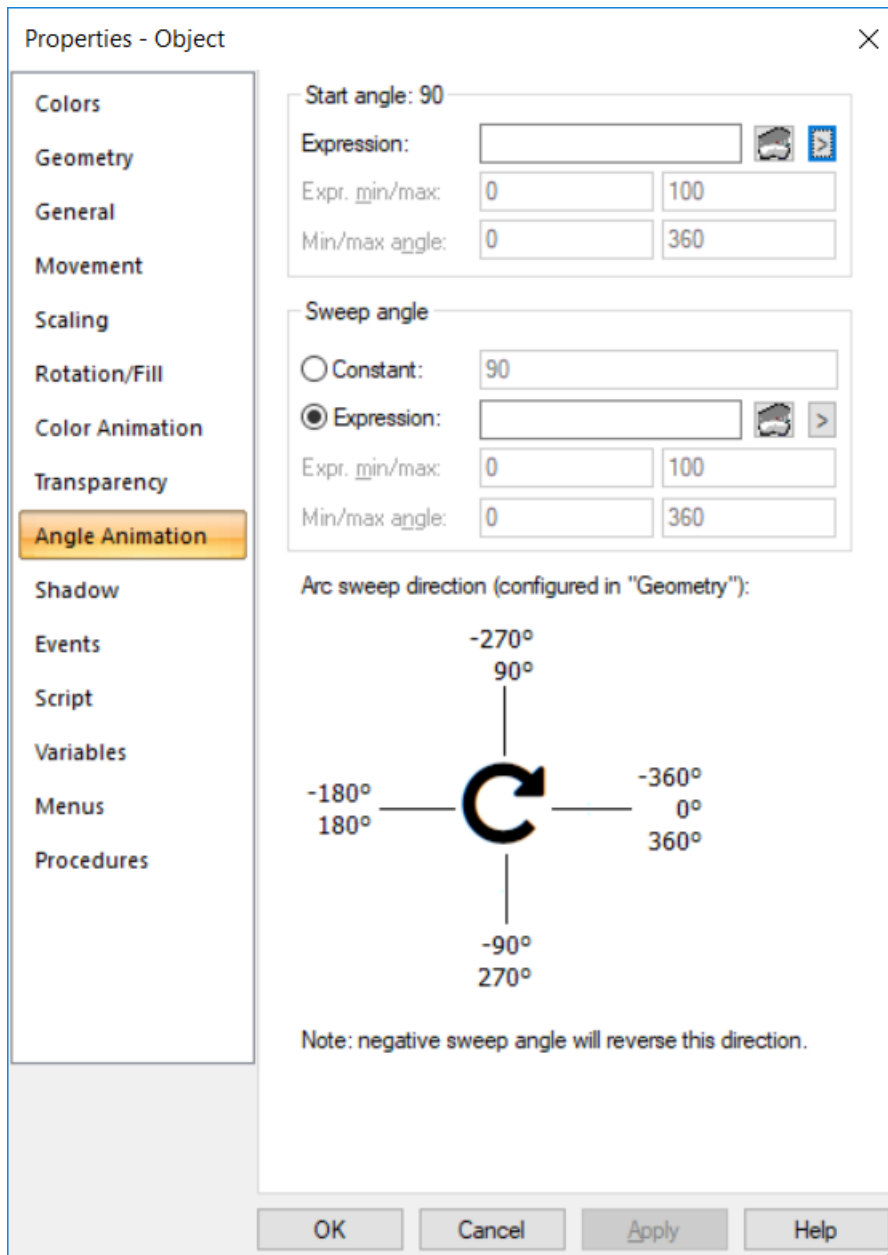 Properties - Object
Colors
Geometry
General
Movement
Scaling
Rotation/Fill
Color Animation
Transparency
Angle Animation
Shadow
Events
Script
Variables
Menus
Procedures
Start angle: 90
Expression: >
Expr. min/max: 0 100
Min/max angle: 0 360
Sweep angle
Constant: 90
Expression: >
Expr. min/max: 0 100
Min/max angle: 0 360
Arc sweep direction (configured in "Geometry"):
-270º
90º
-180º
180º
-360º
0º
360º
-90º
270º
Note: negative sweep angle will reverse this direction.
OK Cancel Apply Help